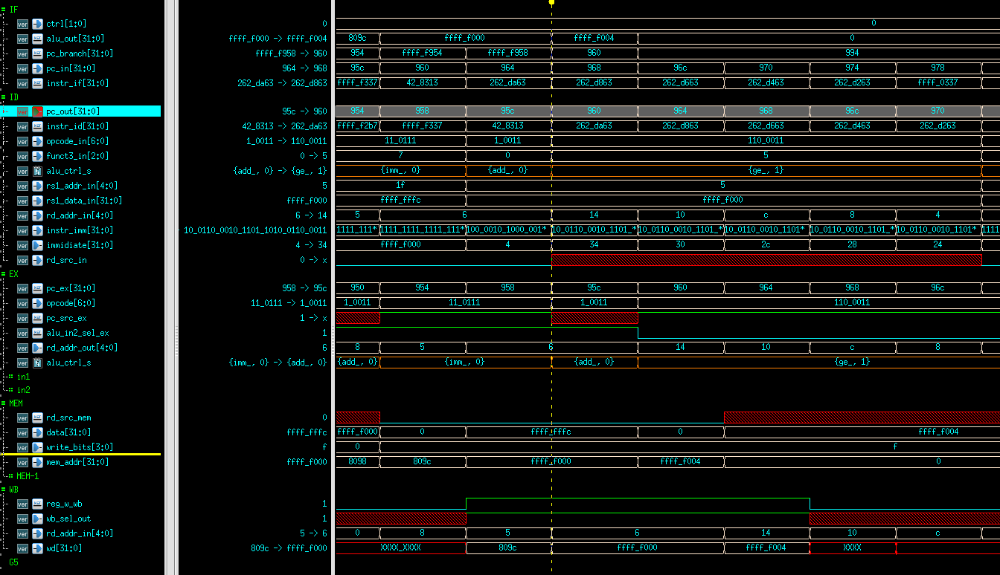 IF
ver ctrl[1:0] 0 0
ver alu_out[31:0] ffff_f000 -> ffff_f004 809c ffff_f000 ffff_f004 0
ver pc_branch[31:0] ffff_f958 -> 960 954 ffff_f954 ffff_f958 960 994
ver pc_in[31:0] 964 -> 968 95c 960 964 968 96c 970 974 978
ver instr_if[31:0] 262_da63 -> 262_d863 ffff_f337 42_8313 262_da63 262_d863 262_d663 262_d463 262_d263 ffff_0337
ID
ver pc_out[31:0] 95c -> 960 954 958 95c 960 964 968 96c 970
ver instr_id[31:0] 42_8313 -> 262_da63 ffff_f2b7 ffff_f337 42_8313 262_da63 262_d863 262_d663 262_d463 262_d263
ver opcode_in[6:0] 1_0011 -> 110_0011 11_0111 1_0011 110_0011
ver funct3_in[2:0] 0 -> 5 7 0 5
ver alu_ctrl_s {add_, 0} -> {ge_, 1} {imm_, 0} {add_, 0} {ge_, 1}
ver rs1_addr_in[4:0] 5 1f 5
ver rs1_data_in[31:0] ffff_f000 ffff_fffc ffff_f000
ver rd_addr_in[4:0] 6 -> 14 5 6 14 10 c 8 4
ver instr_imm[31:0] 10_0110_0010_1101_1010_0110_0011 1111_111* 1111_1111_1111_111* 100_0010_1000_001* 10_0110_0010_1101_* 10_0110_0010_1101* 10_0110_0010_1101* 10_0110_0010_1101_* 10_0110_0010_1101* 1111
ver immidiate[31:0] 4 -> 34 ffff_f000 4 34 30 2c 28 24
ver rd_src_in 0 -> x
EX
ver pc_ex[31:0] 958 -> 95c 950 954 958 95c 960 964 968 96c
ver opcode[6:0] 11_0111 -> 1_0011 1_0011 11_0111 1_0011 110_0011
ver pc_src_ex 1 -> x
ver alu_in2_sel_ex 1
ver rd_addr_out[4:0] 6 8 5 6 14 10 c 8
ver alu_ctrl_s {imm_, 0} -> {add_, 0} {add_, 0} {imm_, 0} {add_, 0} {ge_, 1}
in1
in2
MEM
ver rd_src_mem 0
ver data[31:0] ffff_fffc ffff_f000 0 ffff_fffc 0 ffff_f004
ver write_bits[3:0] f 0 f
ver mem_addr[31:0] ffff_f000 8098 809c ffff_f000 ffff_f004 0
MEM-1
WB
ver reg_w_wb 1
ver wb_sel_out 1
ver rd_addr_in[4:0] 5 -> 6 0 8 5 6 14 10 c
ver wd[31:0] 809c -> ffff_f000 XXXX_XXXX 809c ffff_f000 ffff_f004 XXXX
G5